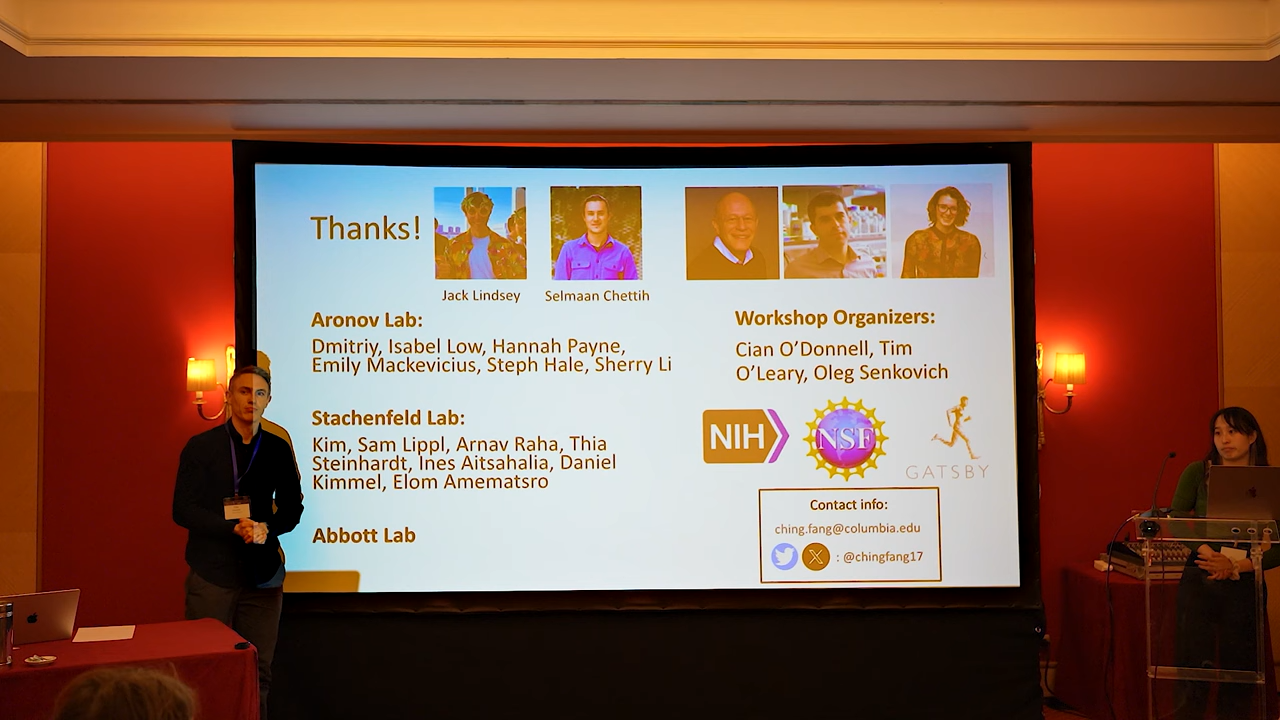 Thanks!
Jack Lindsey
Selmaan Chettih
Aronov Lab:
Dmitriy, Isabel Low, Hannah Payne,
Emily Mackevicius, Steph Hale, Sherry Li
Stachenfeld Lab:
Kim, Sam Lippl, Arnav Raha, Thia
Steinhardt, Ines Aitsahalia, Daniel
Kimmel, Elom Amematsro
Abbott Lab
Workshop Organizers:
Cian O’Donnell, Tim
O’Leary, Oleg Senkovich
NIH
NSF
GATSBY
Contact info:
ching.fang@columbia.edu
: @chingfang17